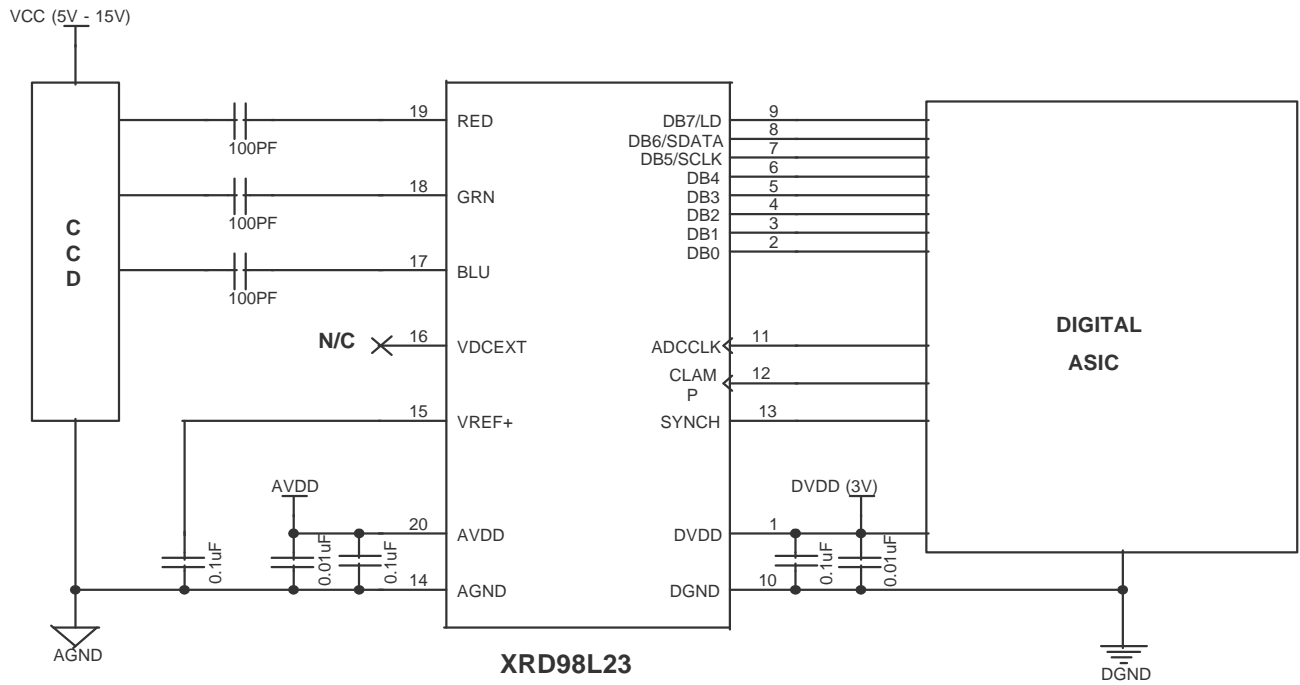 VCC (5V - 15V)
C
C
D
100PF
100PF
100PF
N/C
19
18
17
16
15
20
14
RED
GRN
BLU
VDCEXT
VREF+
AVDD
AGND
AVDD
0.1uF
0.01uF
0.1uF
AGND
DB7/LD
DB6/SDATA
DB5/SCLK
DB4
DB3
DB2
DB1
DB0
ADCCLK
CLAM
P
SYNCH
DVDD
DGND
9
8
7
6
5
4
3
2
11
12
13
1
10
DVDD (3V)
0.1uF
0.01uF
DIGITAL
ASIC
DGND
XRD98L23